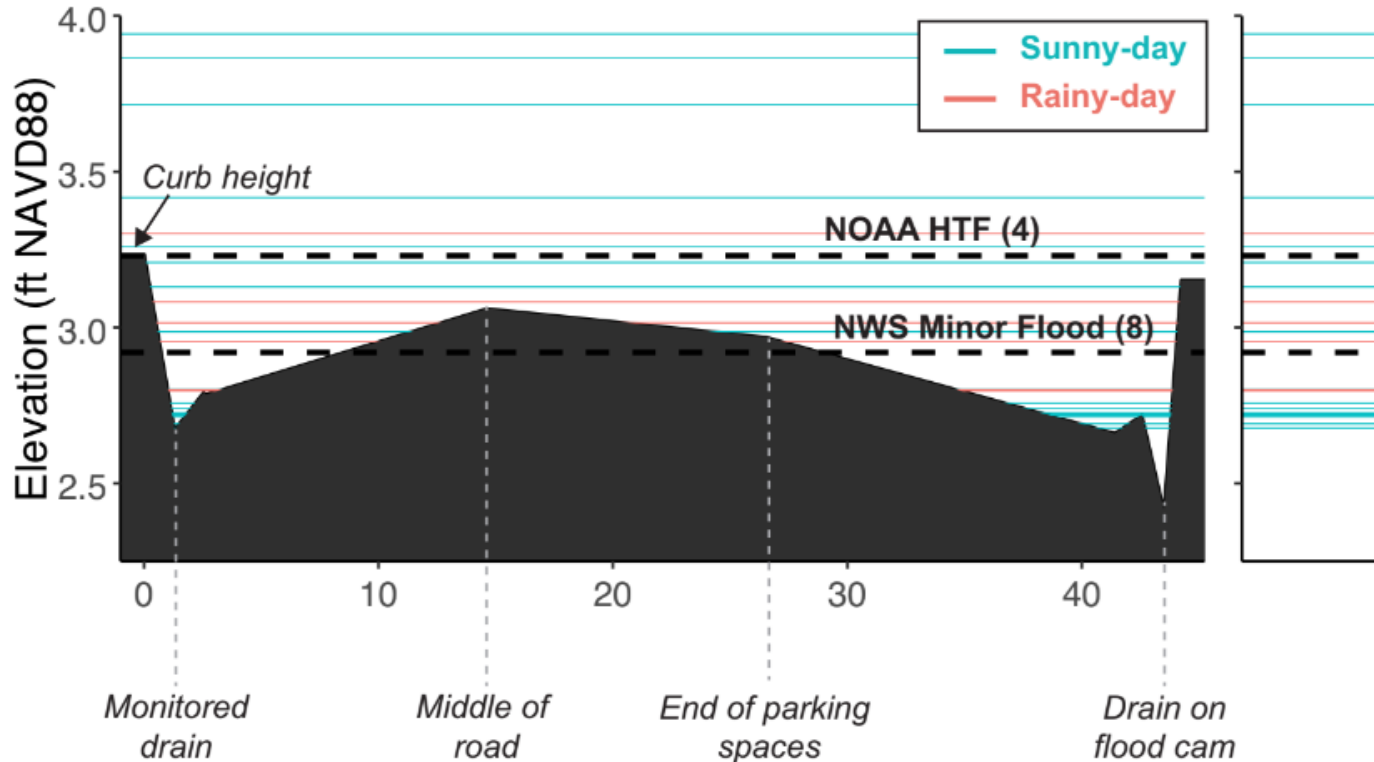 Elevation (ft NAVD88)
4.0
3.5
3.0
2.5
Sunny-day
Rainy-day
Curb height
NOAA HTF (4)
NWS Minor Flood (8)
0
10
20
30
40
Monitored
drain
Middle of
road
End of parking
spaces
Drain on
flood cam